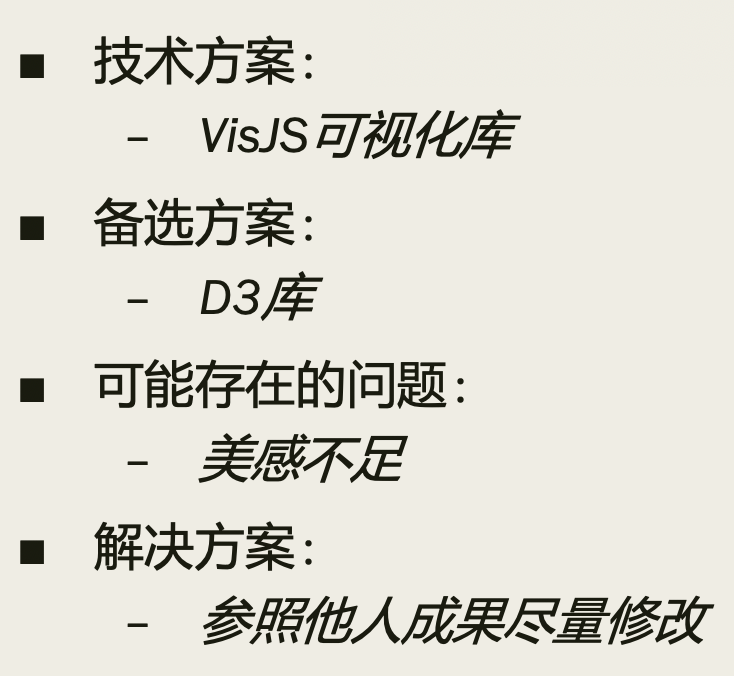 ■ 技术方案:
– VisJS可视化库
■ 备选方案:
– D3库
■ 可能存在的问题:
– 美感不足
■ 解决方案:
– 参照他人成果尽量修改